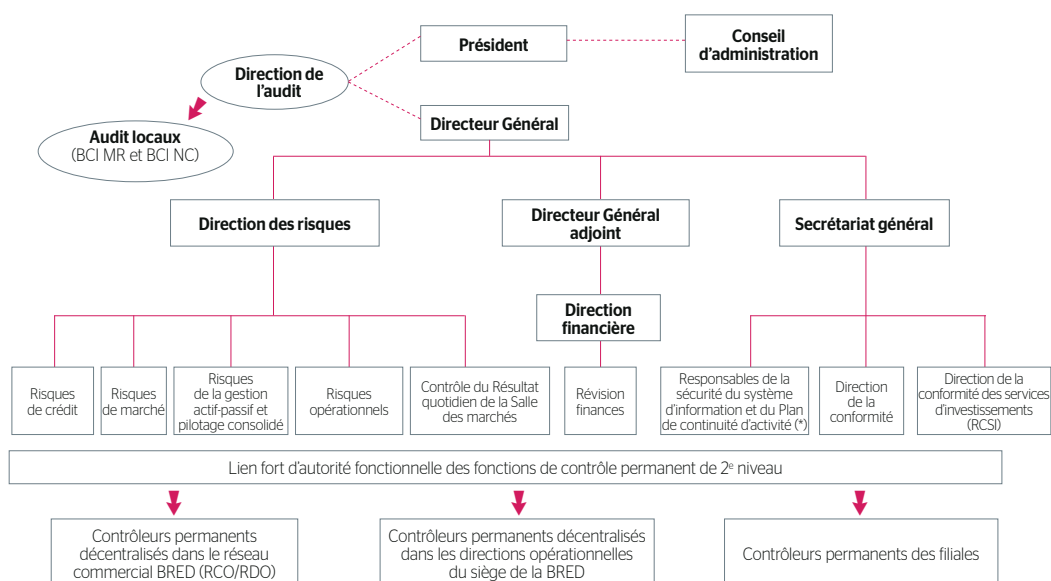 Président
Conseil
d'administration
Direction de
l'audit
Audit locaux
(BCI MR et BCI NC)
Directeur Général
Direction des risques
Directeur Général
adjoint
Secrétariat général
Direction
financière
Risques
de crédit
Risques
de marché
Risques
de la gestion
actif-passif et
pilotage consolidé
Risques
opérationnels
Contrôle du Résultat
quotidien de la Salle
des marchés
Révision
finances
Responsables de la
sécurité du système
d'information et du Plan
de continuité d'activité (*)
Direction
de la
conformité
Direction de la
conformité des services
d'investissements
(RCSI)
Lien fort d'autorité fonctionnelle des fonctions de contrôle permanent de 2e niveau
Contrôleurs permanents
décentralisés dans le réseau
commercial BRED (RCO/RDO)
Contrôleurs permanents décentralisés
dans les directions opérationnelles
du siège de la BRED
Contrôleurs permanents des filiales